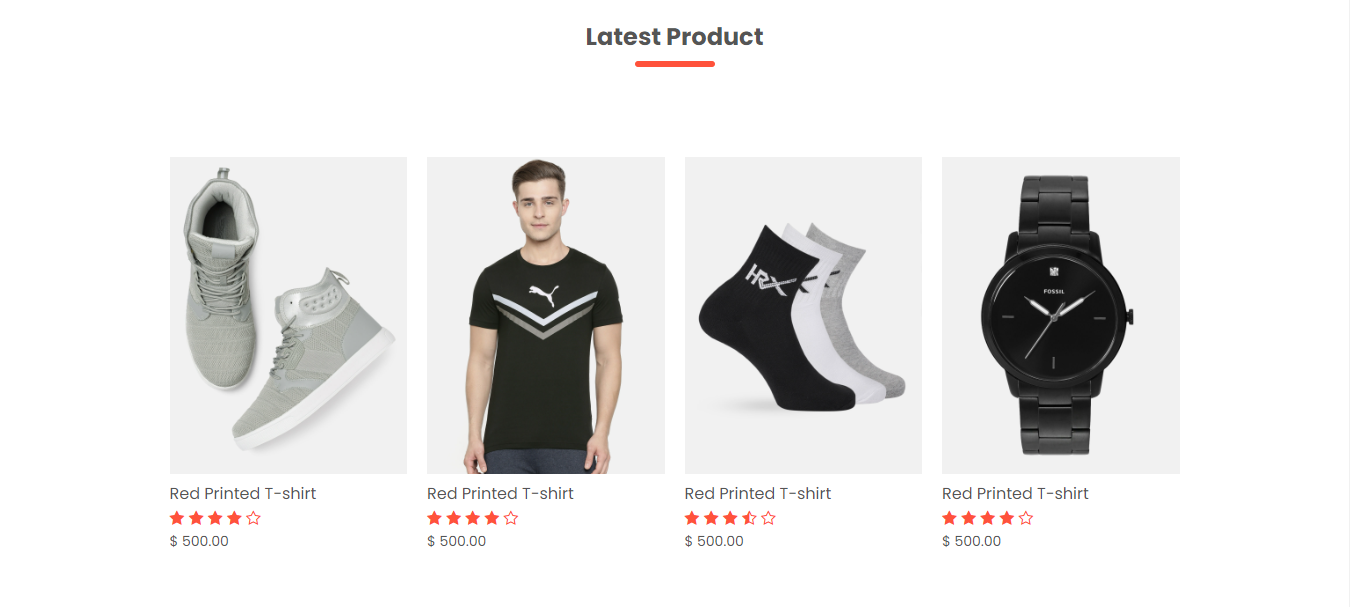 Latest Product
HRX
FOSSIL
Red Printed T-shirt
$ 500.00
Red Printed T-shirt
$ 500.00
Red Printed T-shirt
$ 500.00
Red Printed T-shirt
$ 500.00